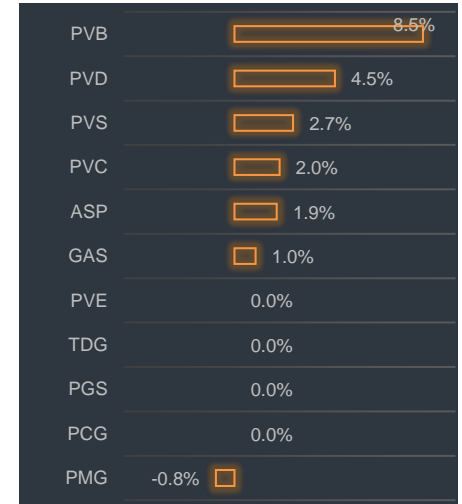 PVB 8.5%
PVD 4.5%
PVS 2.7%
PVC 2.0%
ASP 1.9%
GAS 1.0%
PVE 0.0%
TDG 0.0%
PGS 0.0%
PCG 0.0%
PMG -0.8%